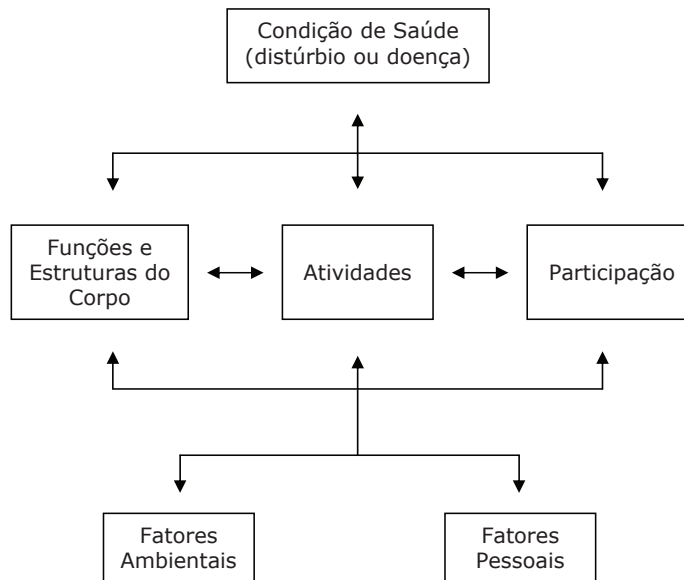 Condição de Saúde
(distúrbio ou doença)
Funções e
Estruturas do
Corpo
Atividades
Participação
Fatores
Ambientais
Fatores
Pessoais